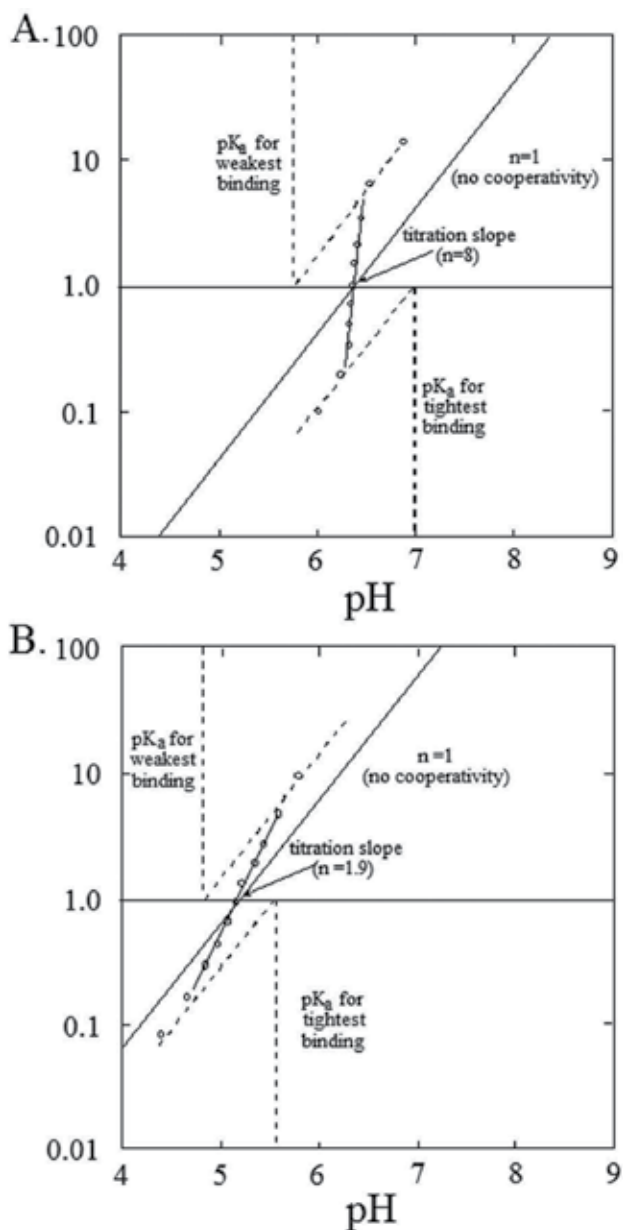 A.
100
10
1.0
0.1
0.01
pKa for
weakest
binding
n=1
(no cooperativity)
titration slope
(n=8)
pKa for
tightest
binding
4 5 6 7 8 9
pH
B.
100
10
1.0
0.1
0.01
pKa for
weakest
binding
n =1
(no cooperativity)
titration slope
(n =1.9)
pKa for
tightest
binding
4 5 6 7 8 9
pH